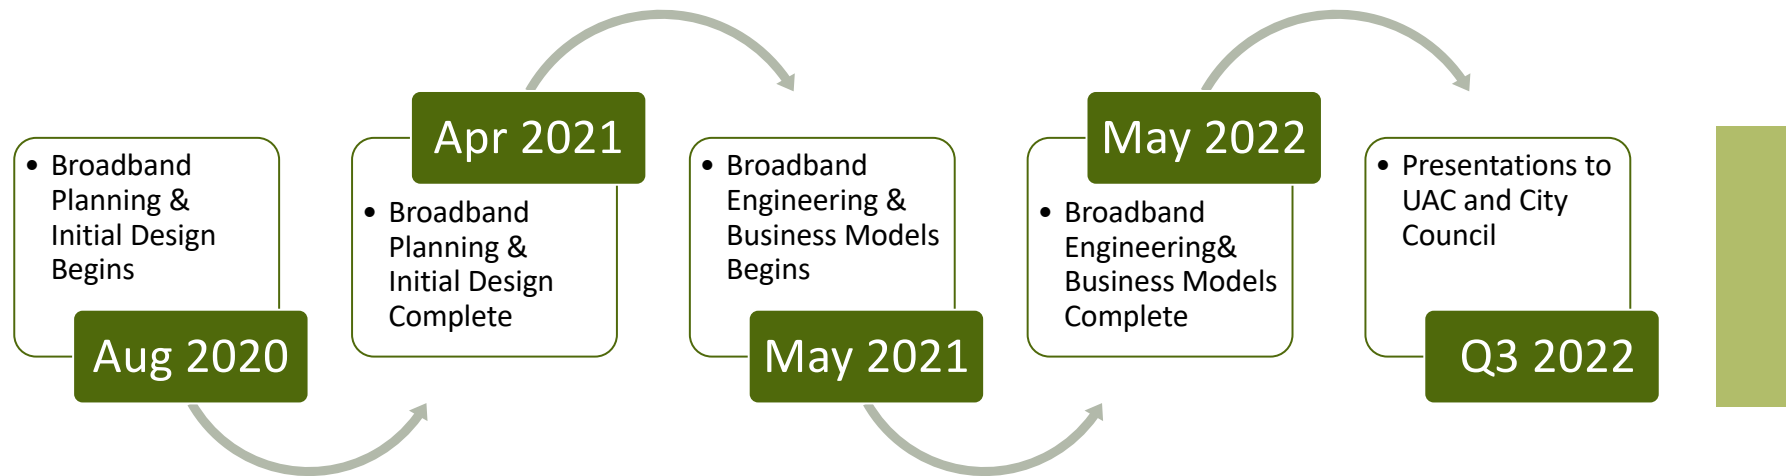 • Broadband
Planning &
Initial Design
Begins
Aug 2020
Apr 2021
• Broadband
Planning &
Initial Design
Complete
• Broadband
Engineering &
Business Models
Begins
May 2021
May 2022
• Broadband
Engineering&
Business Models
Complete
• Presentations to
UAC and City
Council
Q3 2022